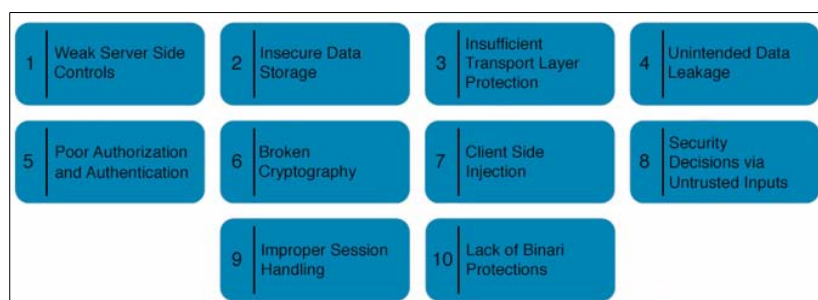 1
Weak Server Side
Controls
2
Insecure Data
Storage
3
Insufficient
Transport Layer
Protection
4
Unintended Data
Leakage
5
Poor Authorization
and Authentication
6
Broken
Cryptography
7
Client Side
Injection
8
Security
Decisions via
Untrusted Inputs
9
Improper Session
Handling
10
Lack of Binari
Protections